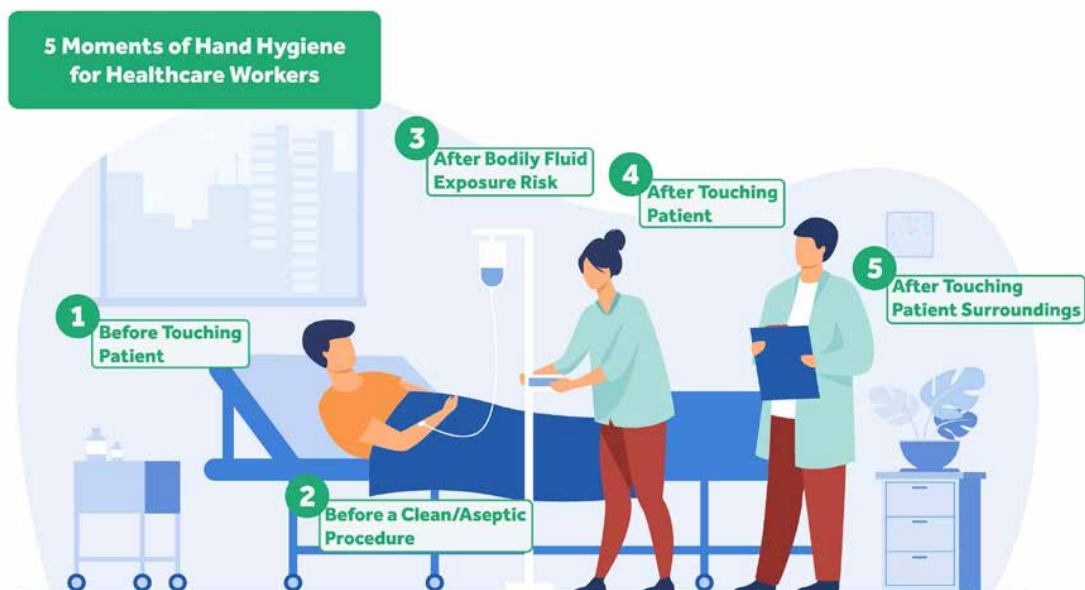 5 Moments of Hand Hygiene
for Healthcare Workers
1
Before Touching
Patient
2
Before a Clean/Aseptic
Procedure
3
After Bodily Fluid
Exposure Risk
4
After Touching
Patient
5
After Touching
Patient Surroundings